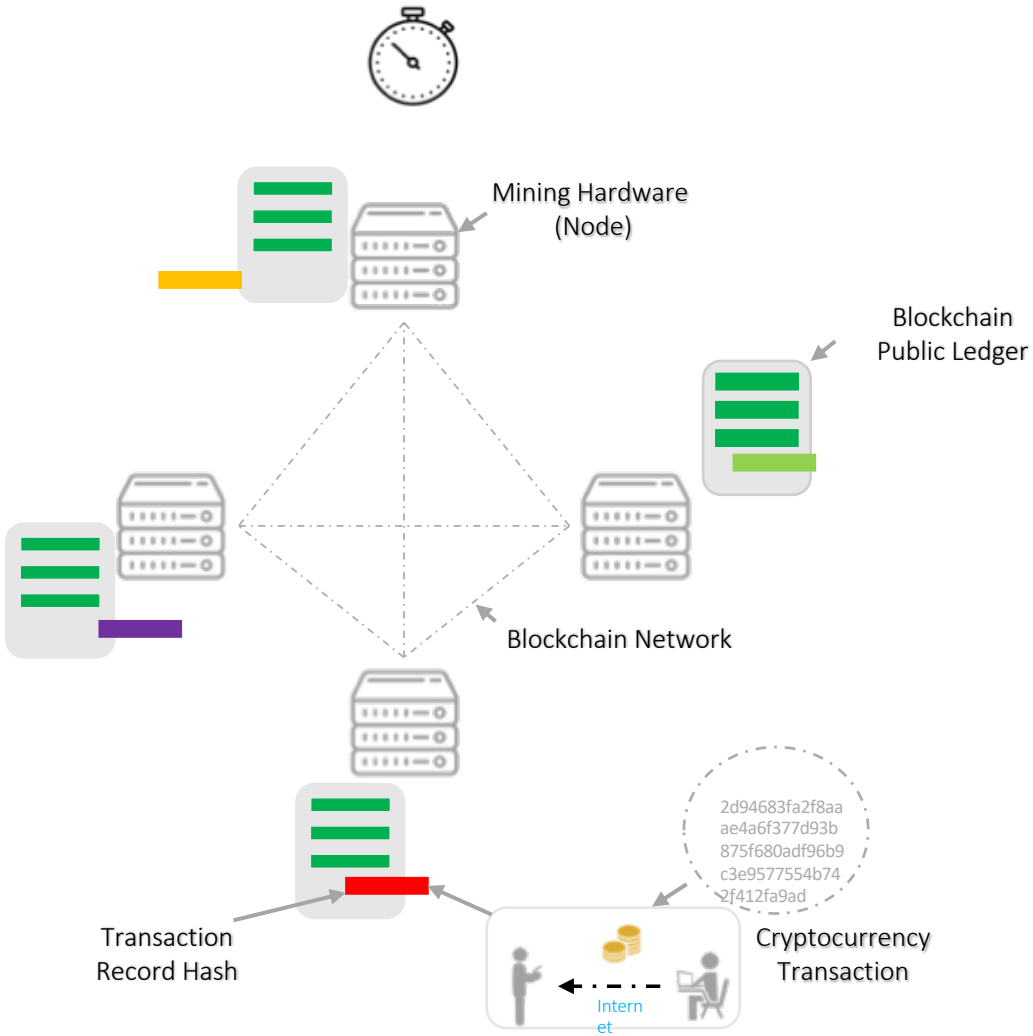 Mining Hardware
(Node)
Blockchain
Public Ledger
Blockchain Network
2d94683fa2f8aa
ae4a6f377d93b
875f680adf96b9
c3e9577554b74
2f412fa9ad
Transaction
Record Hash
Cryptocurrency
Transaction
Intern
et